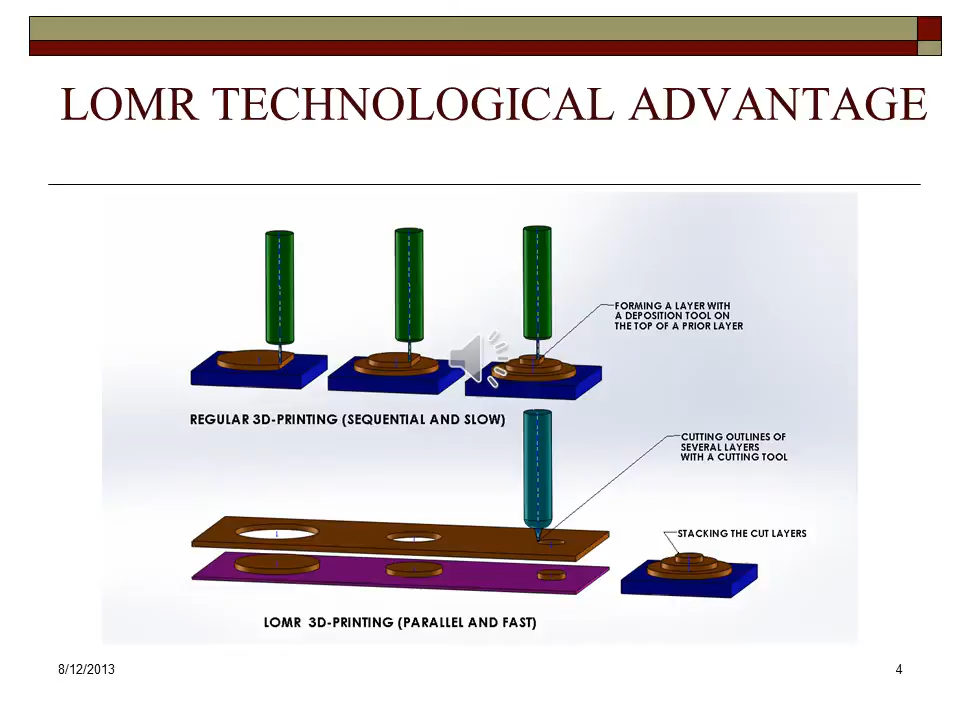 LOMR TECHNOLOGICAL ADVANTAGE
FORMING A LAYER WITH
A DEPOSITION TOOL ON
THE TOP OF A PRIOR LAYER
REGULAR 3D-PRINTING (SEQUENTIAL AND SLOW)
CUTTING OUTLINES OF
SEVERAL LAYERS
WITH A CUTTING TOOL
STACKING THE CUT LAYERS
LOMR 3D-PRINTING (PARALLEL AND FAST)
8/12/2013
4